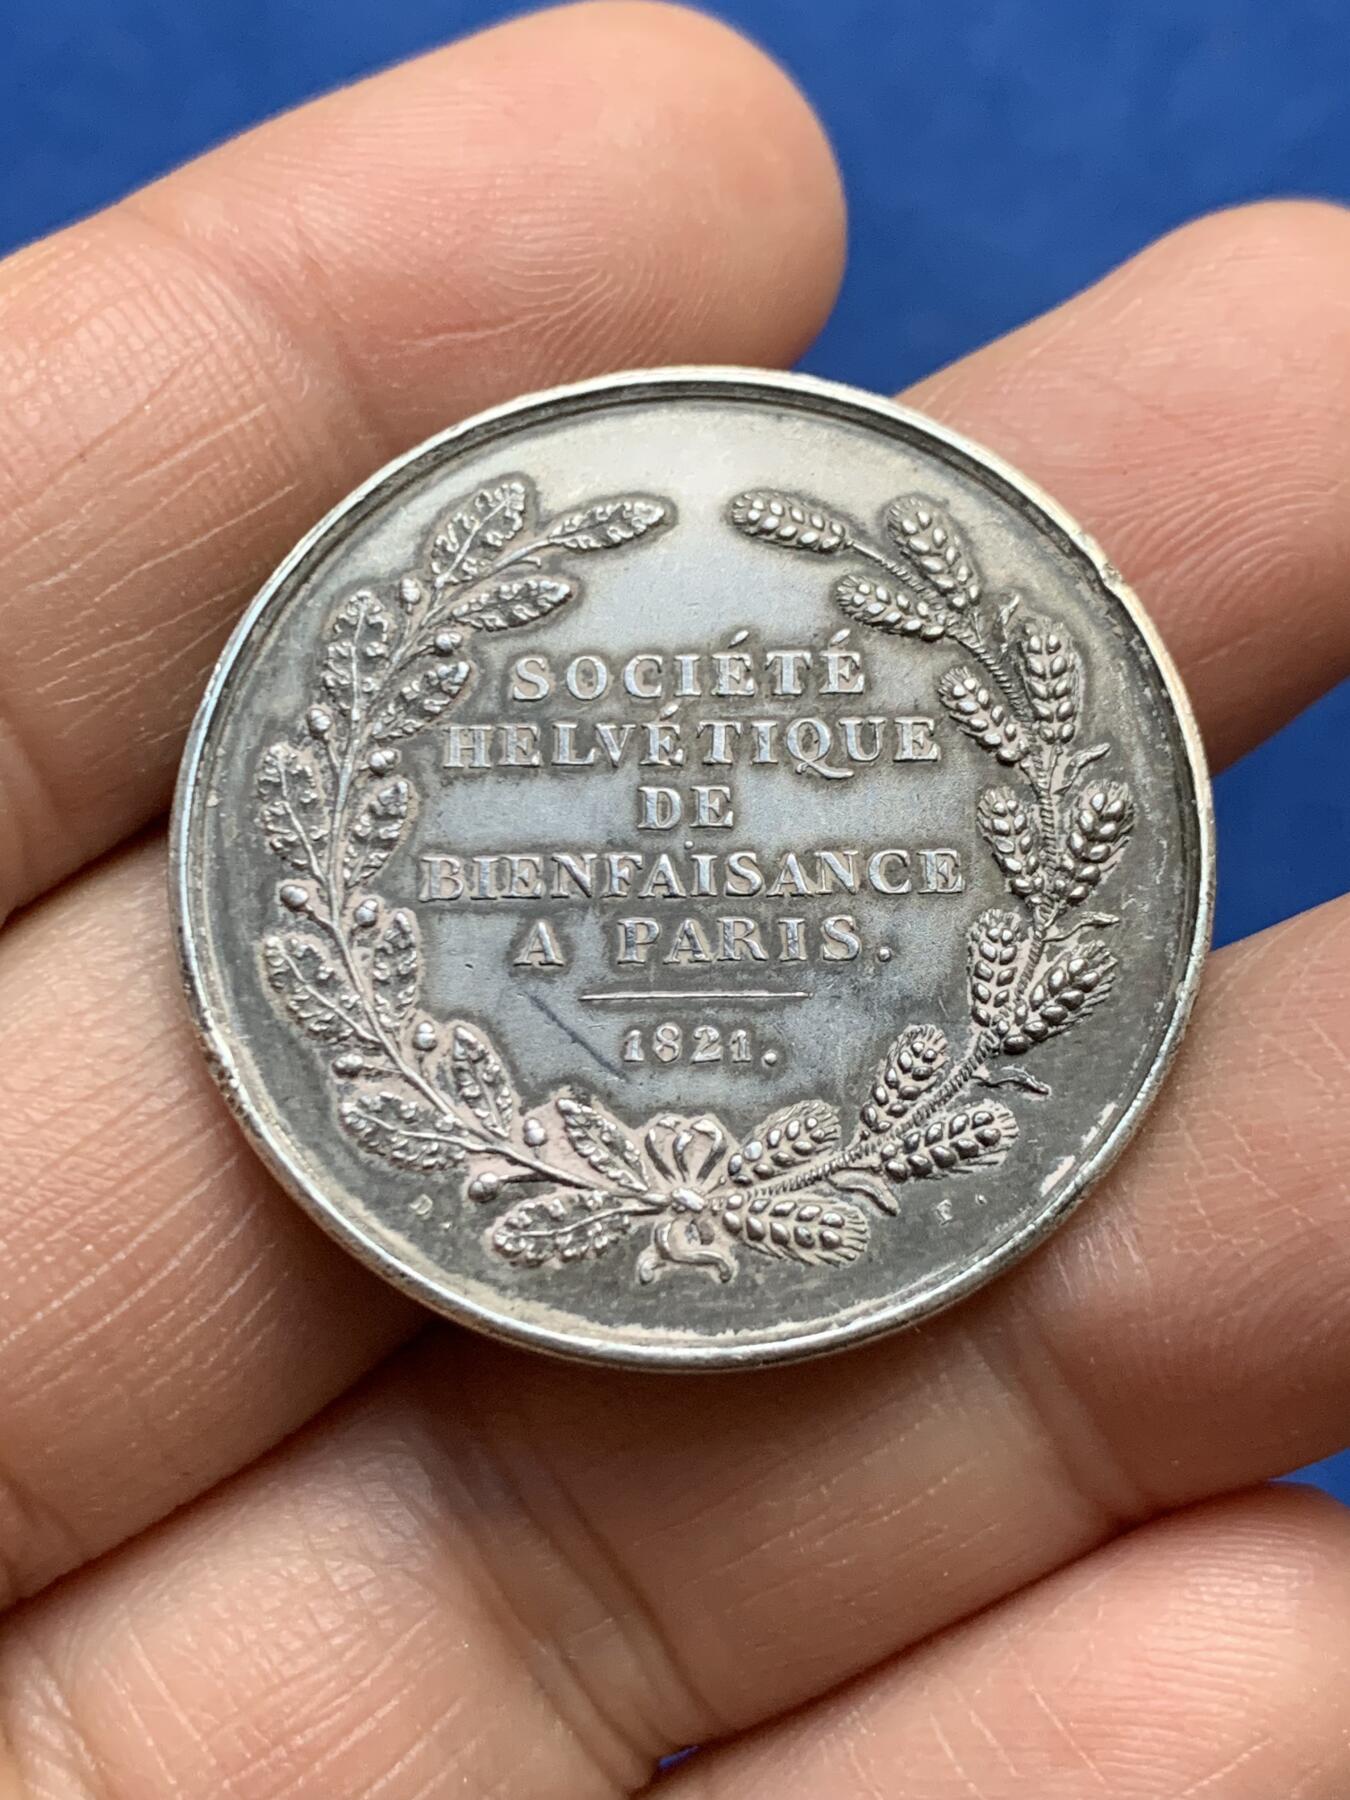 SOCIÉTÉ
HELVÉTIQUE
DE
BIENFAISANCE
A PARIS.
1821.
D. F.